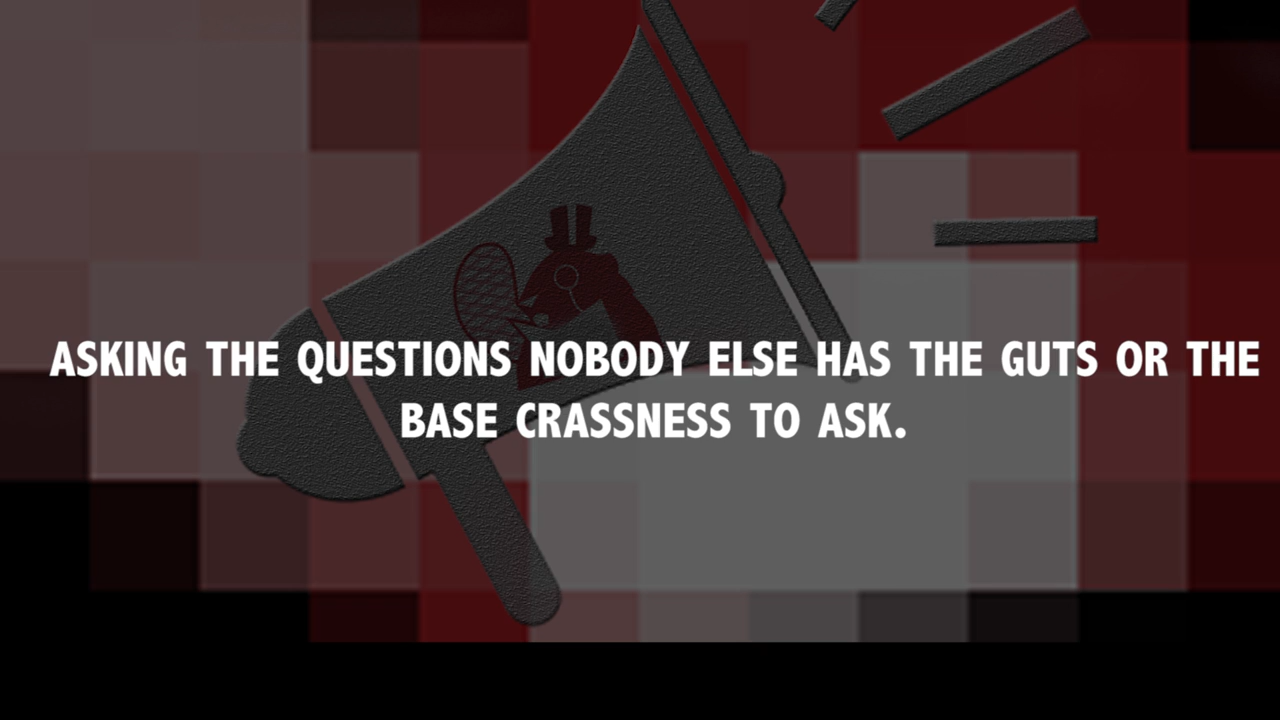 ASKING THE QUESTIONS NOBODY ELSE HAS THE GUTS OR THE
BASE CRASSNESS TO ASK.